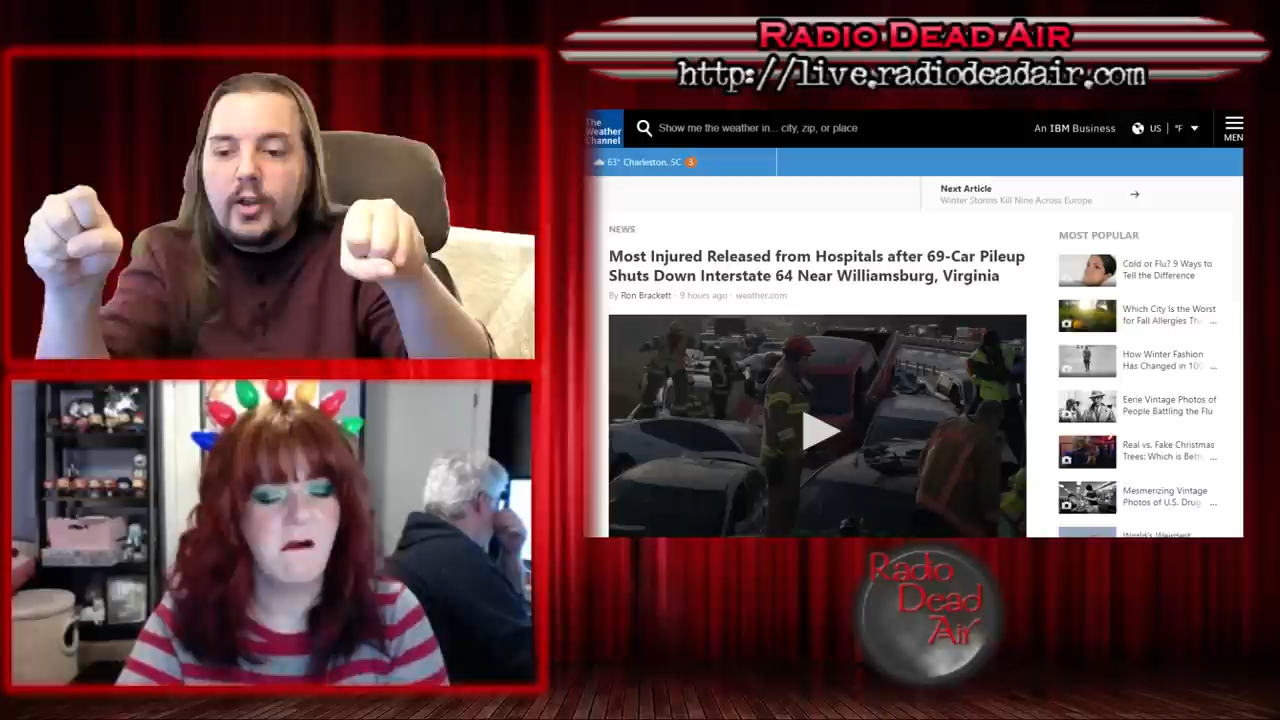 RADIO DEAD AIR
http://live.radiodeadair.com
The
Weather
Channel
Show me the weather in... city, zip, or place
An IBM Business
US | °F
MEN
63° Charleston, SC 3
Next Article
Winter Storms Kill Nine Across Europe
NEWS
Most Injured Released from Hospitals after 69-Car Pileup
Shuts Down Interstate 64 Near Williamsburg, Virginia
By Ron Brackett · 9 hours ago · weather.com
MOST POPULAR
Cold or Flu? 9 Ways to
Tell the Difference
Which City Is the Worst
for Fall Allergies Th ...
How Winter Fashion
Has Changed in 10 ...
Eerie Vintage Photos of
People Battling the Flu
Real vs. Fake Christmas
Trees: Which is Bett ...
Mesmerizing Vintage
Photos of U.S. Drug ...
World's Weirdest
Radio
Dead
Air